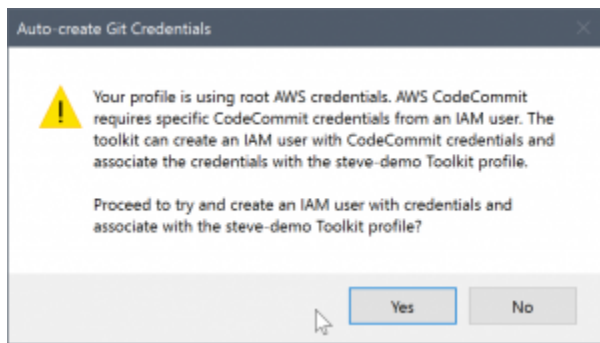 Auto-create Git Credentials
Your profile is using root AWS credentials. AWS CodeCommit
requires specific CodeCommit credentials from an IAM user. The
toolkit can create an IAM user with CodeCommit credentials and
associate the credentials with the steve-demo Toolkit profile.
Proceed to try and create an IAM user with credentials and
associate with the steve-demo Toolkit profile?
Yes
No